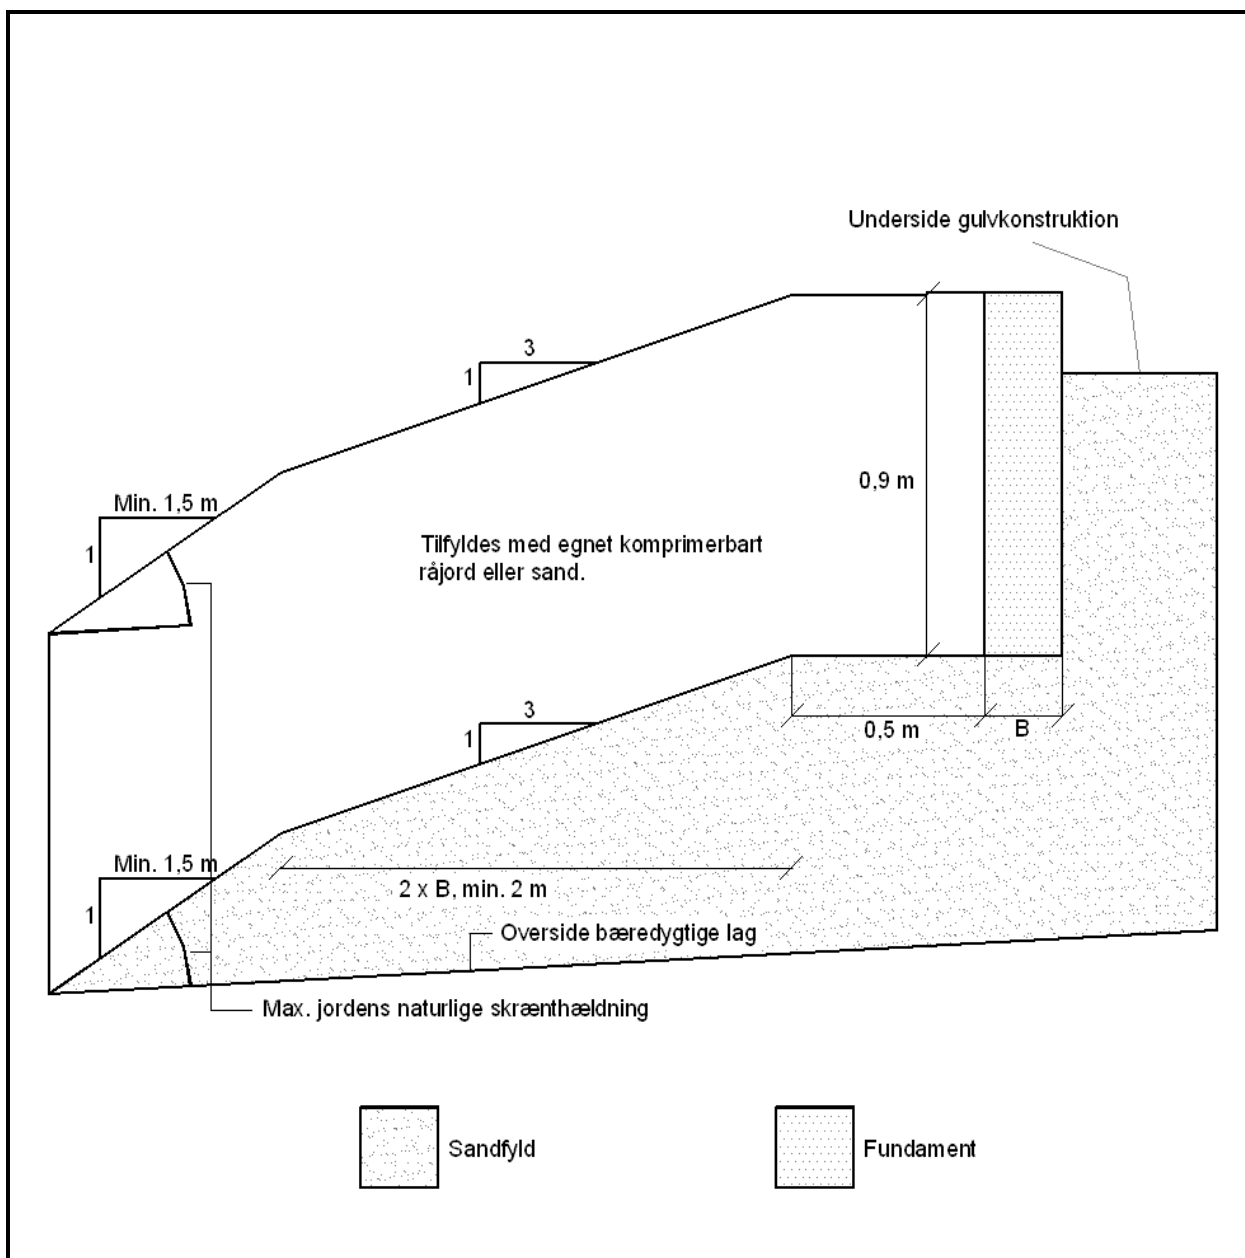 Underside gulvkonstruktion
3
1
0,9 m
Min. 1,5 m
1
Tilfyldes med egnet komprimerbart
råjord eller sand.
3
1
0,5 m
B
Min. 1,5 m
1
2 x B, min. 2 m
Overside bæredygtige lag
Max. jordens naturlige skrænthældning
Sandfyld
Fundament